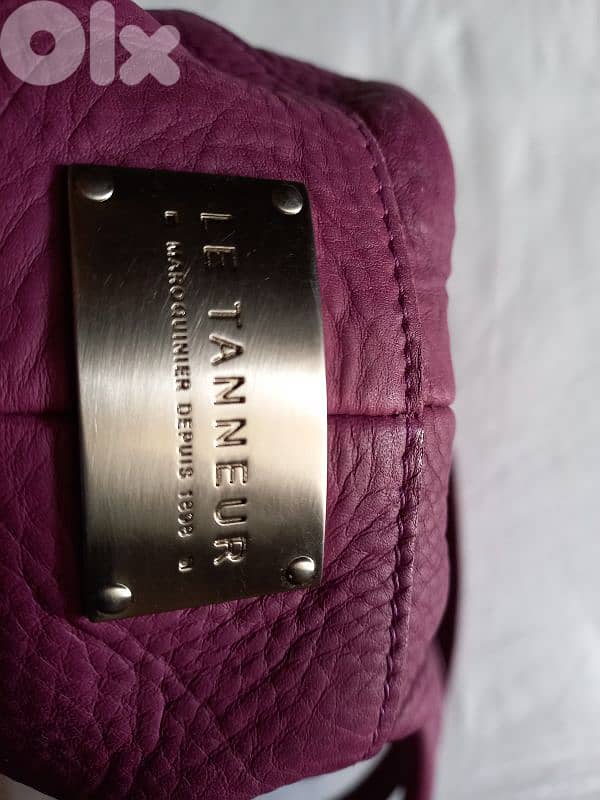 olx
LE TANNEUR
MAROQUINIER DEPUIS 1898